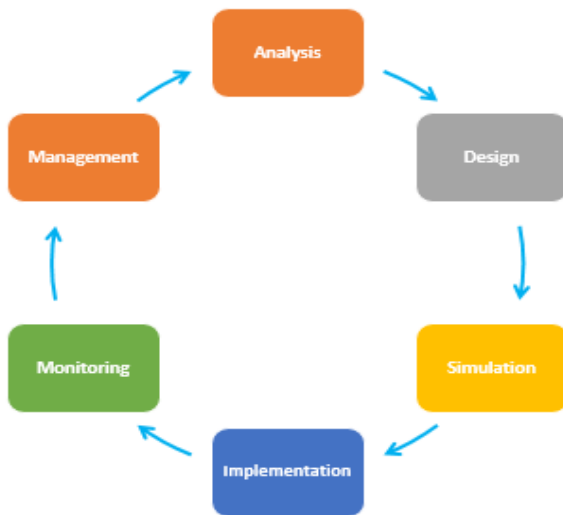 Analysis
Design
Simulation
Implementation
Monitoring
Management